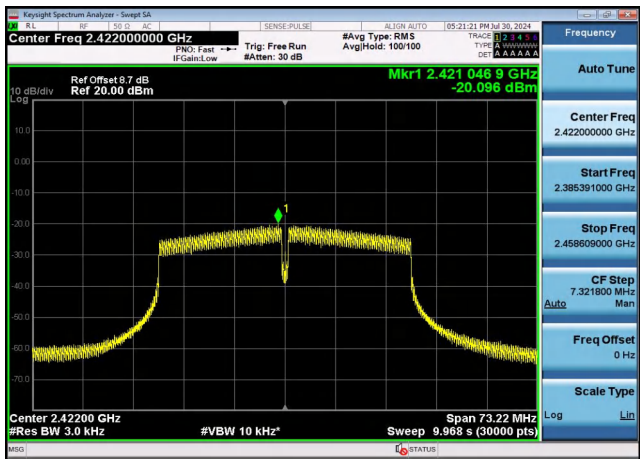 Keysight Spectrum Analyzer - Swept SA
RL RF 50 Ω AC SENSE:PULSE ALIGN AUTO 05:21:21 PM Jul 30, 2024
Center Freq 2.422000000 GHz
PNO: Fast
IFGain:Low
Trig: Free Run
#Atten: 30 dB
#Avg Type: RMS
Avg|Hold: 100/100
TRACE 1 2 3 4 5 6
TYPE A WWWWW
DET A A A A A A
Mkr1 2.421 046 9 GHz
-20.096 dBm
Ref Offset 8.7 dB
Ref 20.00 dBm
10 dB/div
Log
10.0
0.00
-10.0
-20.0
-30.0
-40.0
-50.0
-60.0
-70.0
1
Center 2.42200 GHz
#Res BW 3.0 kHz
#VBW 10 kHz*
Span 73.22 MHz
Sweep 9.968 s (30000 pts)
MSG
STATUS
Frequency
Auto Tune
Center Freq
2.422000000 GHz
Start Freq
2.385391000 GHz
Stop Freq
2.458609000 GHz
CF Step
7.321800 MHz
Auto Man
Freq Offset
0 Hz
Scale Type
Log Lin